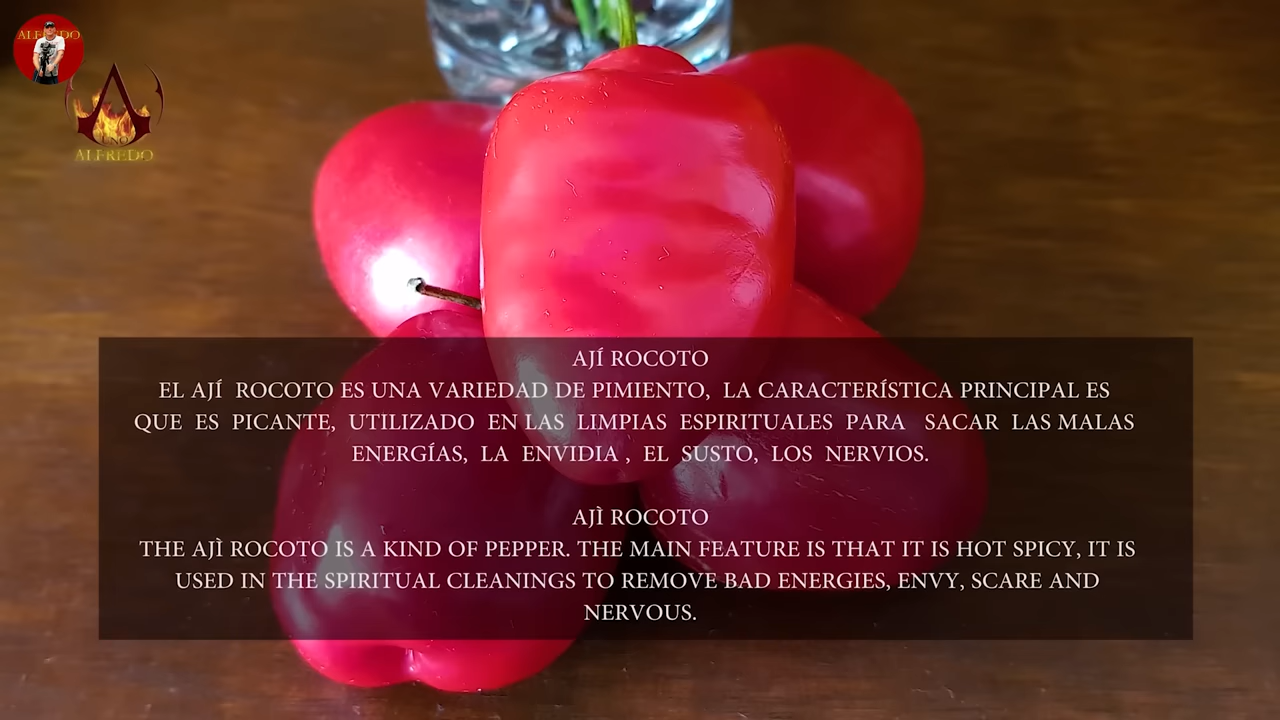 ALFREDO
UNO
ALFREDO
AJÍ ROCOTO
EL AJÍ ROCOTO ES UNA VARIEDAD DE PIMIENTO, LA CARACTERÍSTICA PRINCIPAL ES
QUE ES PICANTE, UTILIZADO EN LAS LIMPIAS ESPIRITUALES PARA SACAR LAS MALAS
ENERGÍAS, LA ENVIDIA , EL SUSTO, LOS NERVIOS.
AJÌ ROCOTO
THE AJÌ ROCOTO IS A KIND OF PEPPER. THE MAIN FEATURE IS THAT IT IS HOT SPICY, IT IS
USED IN THE SPIRITUAL CLEANINGS TO REMOVE BAD ENERGIES, ENVY, SCARE AND
NERVOUS.